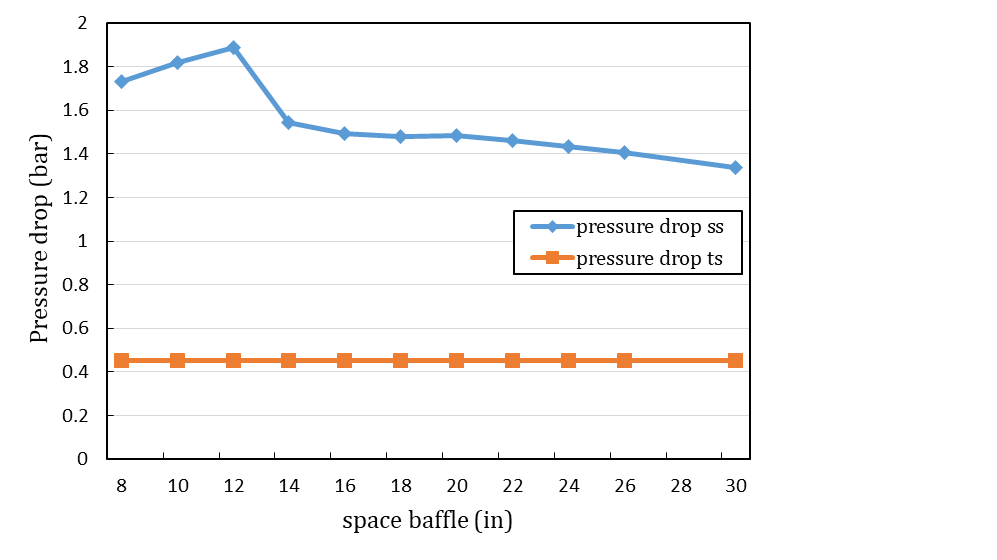 2
1.8
1.6
1.4
1.2
1
0.8
0.6
0.4
0.2
0
Pressure drop (bar)
pressure drop ss
pressure drop ts
8 10 12 14 16 18 20 22 24 26 28 30
space baffle (in)